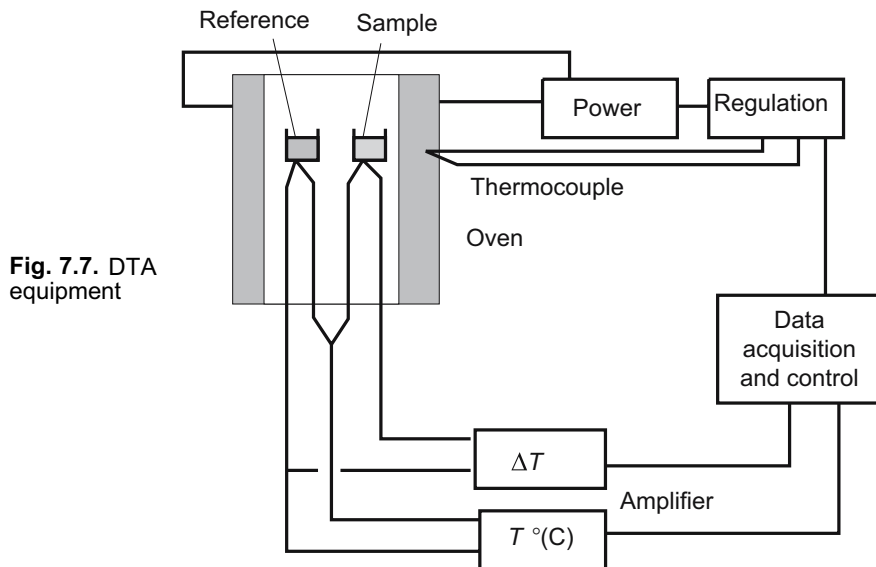 Reference
Sample
Power
Regulation
Thermocouple
Oven
Fig. 7.7. DTA
equipment
Data
acquisition
and control
ΔT
Amplifier
T °(C)